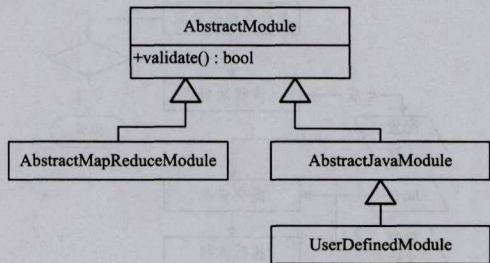 AbstractModule
+validate() : bool
AbstractMapReduceModule
AbstractJavaModule
UserDefinedModule